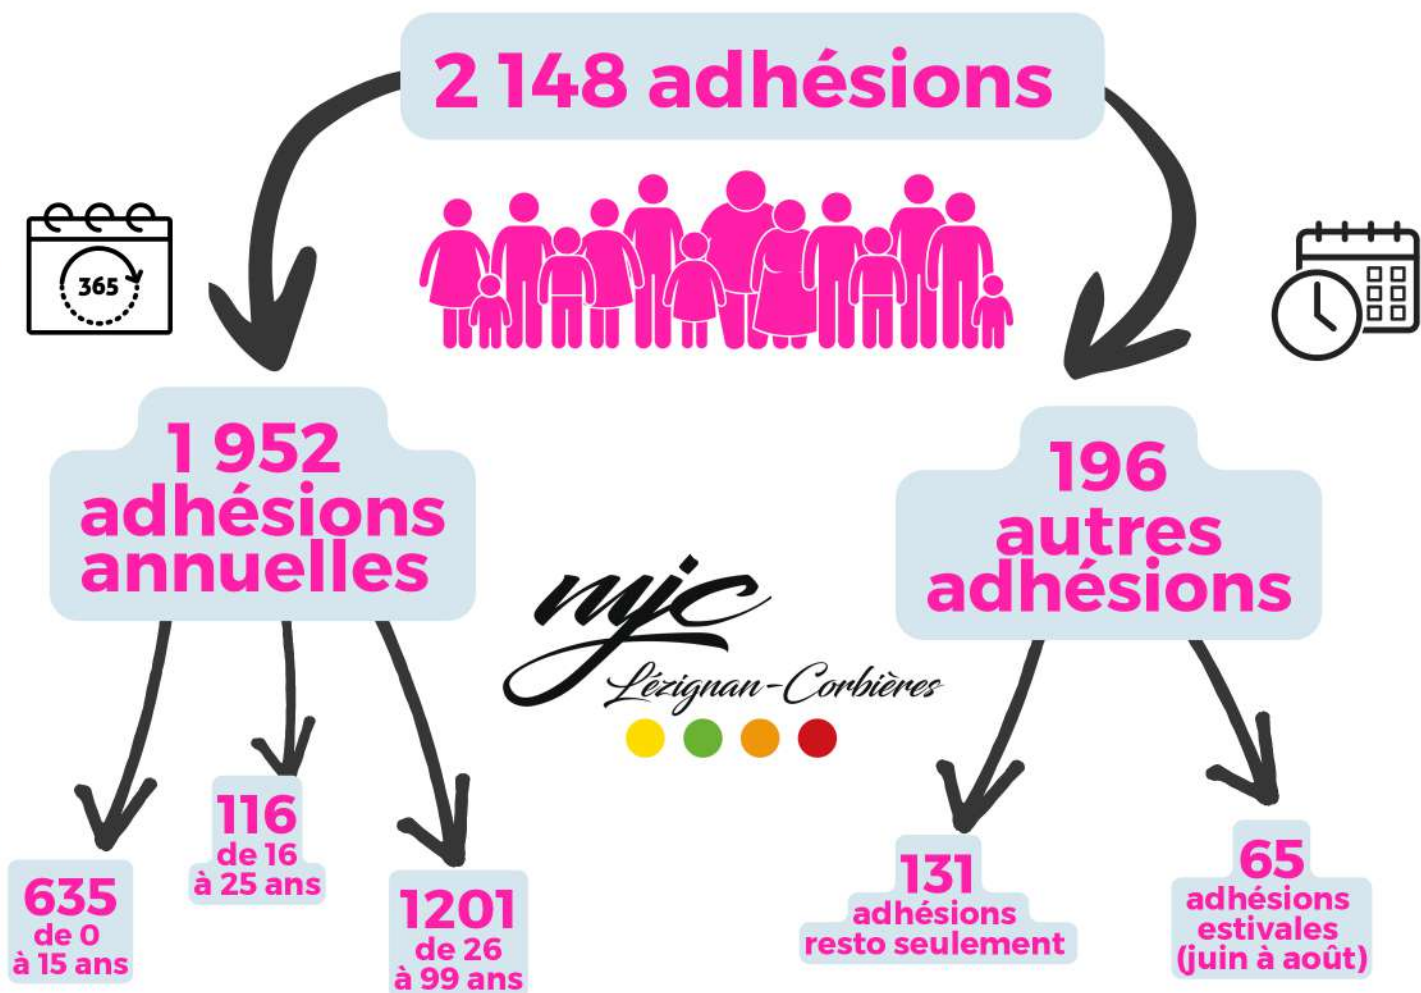 2 148 adhésions
365
1 952
adhésions
annuelles
196
autres
adhésions
mjc
Lézignan-Corbières
635
de 0
à 15 ans
116
de 16
à 25 ans
1201
de 26
à 99 ans
131
adhésions
resto seulement
65
adhésions
estivales
(juin à août)